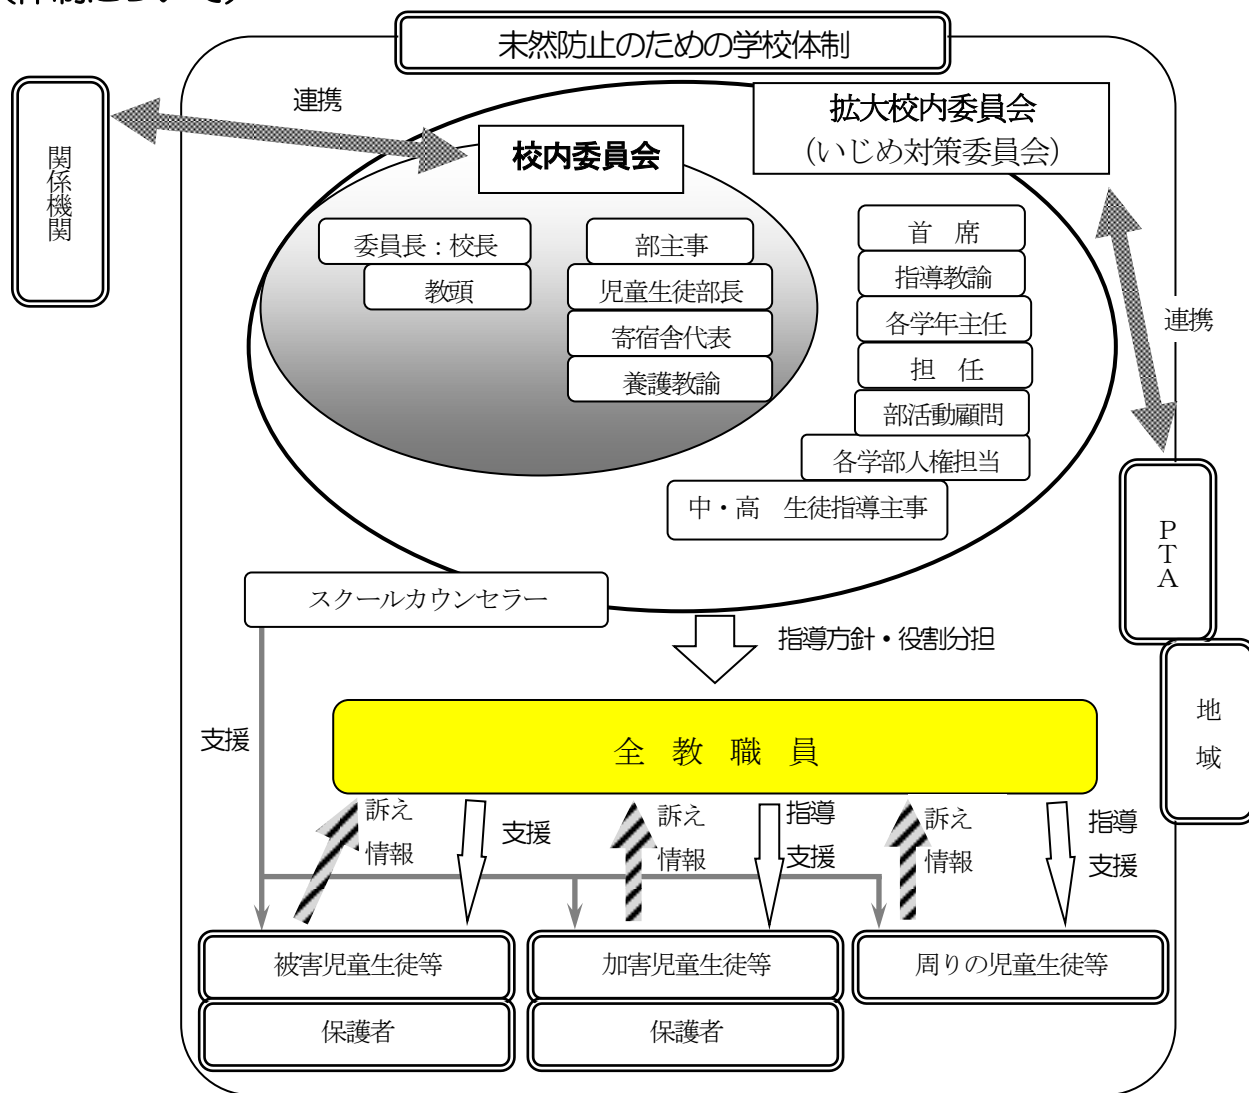 未然防止のための学校体制
関係機関
連携
校内委員会
拡大校内委員会
（いじめ対策委員会）
委員長：校長
教頭
部主事
児童生徒部長
寄宿舎代表
養護教諭
首　席
指導教諭
各学年主任
担　任
部活動顧問
各学部人権担当
中・高　生徒指導主事
連携
PTA
地域
スクールカウンセラー
指導方針・役割分担
支援
全　教　職　員
訴え
情報
支援
訴え
情報
指導
支援
訴え
情報
指導
支援
被害児童生徒等
保護者
加害児童生徒等
保護者
周りの児童生徒等